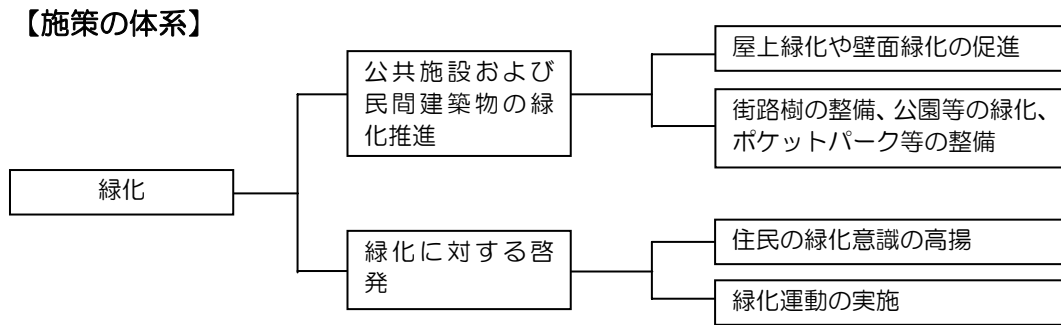 【施策の体系】
屋上緑化や壁面緑化の促進
公共施設および
民間建築物の緑
化推進
街路樹の整備、公園等の緑化、
ポケットパーク等の整備
緑化
緑化に対する啓
発
住民の緑化意識の高揚
緑化運動の実施